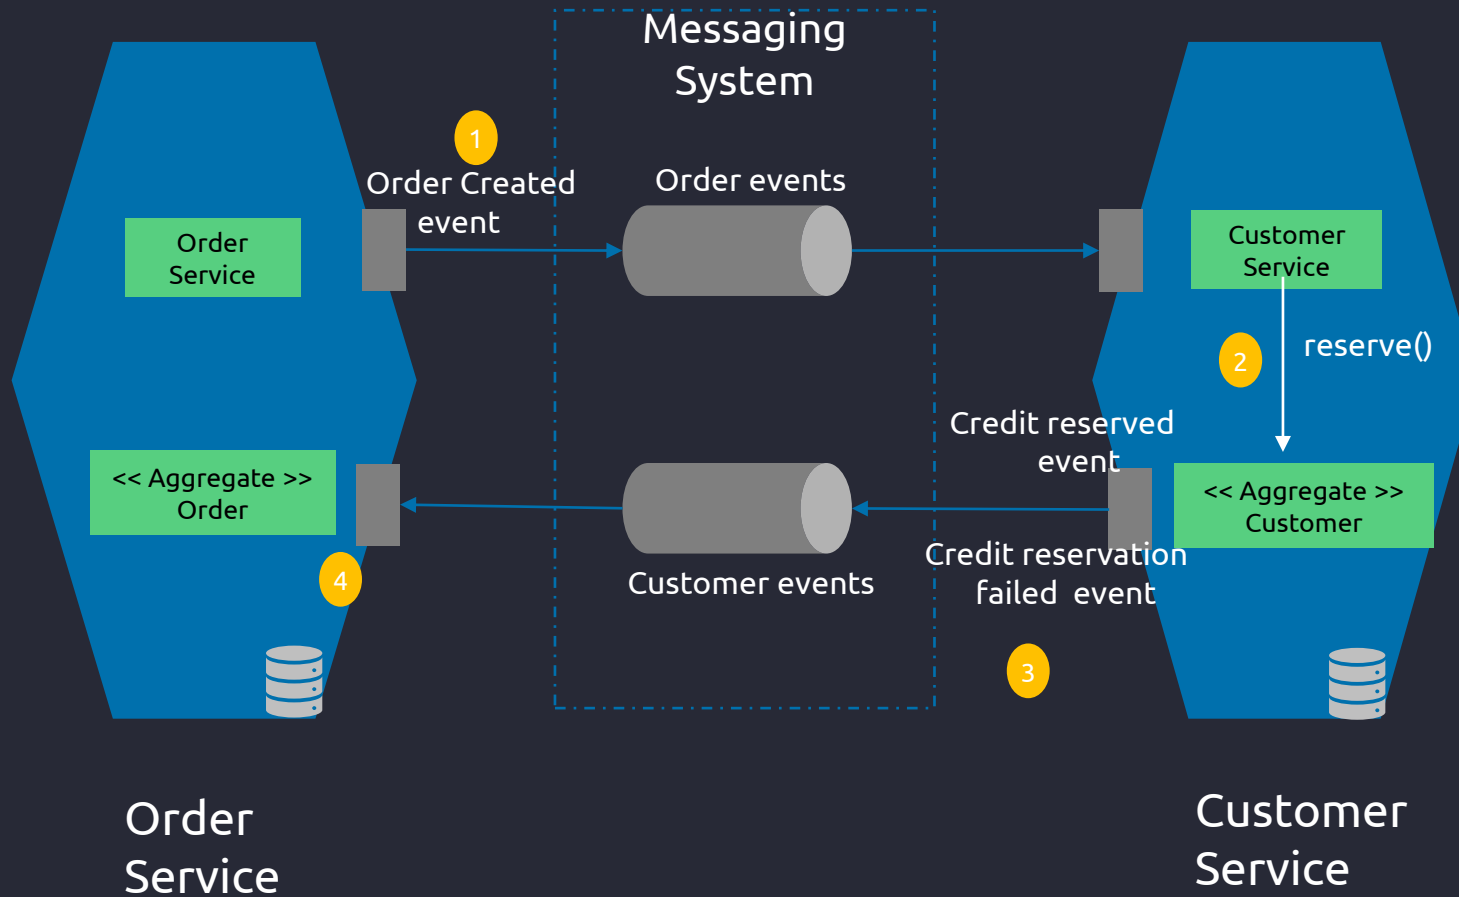 Messaging
System
1
Order Created
event
Order events
Order
Service
Customer
Service
2
reserve()
Credit reserved
event
<< Aggregate >>
Order
<< Aggregate >>
Customer
4
Customer events
Credit reservation
failed  event
3
Order
Service
Customer
Service